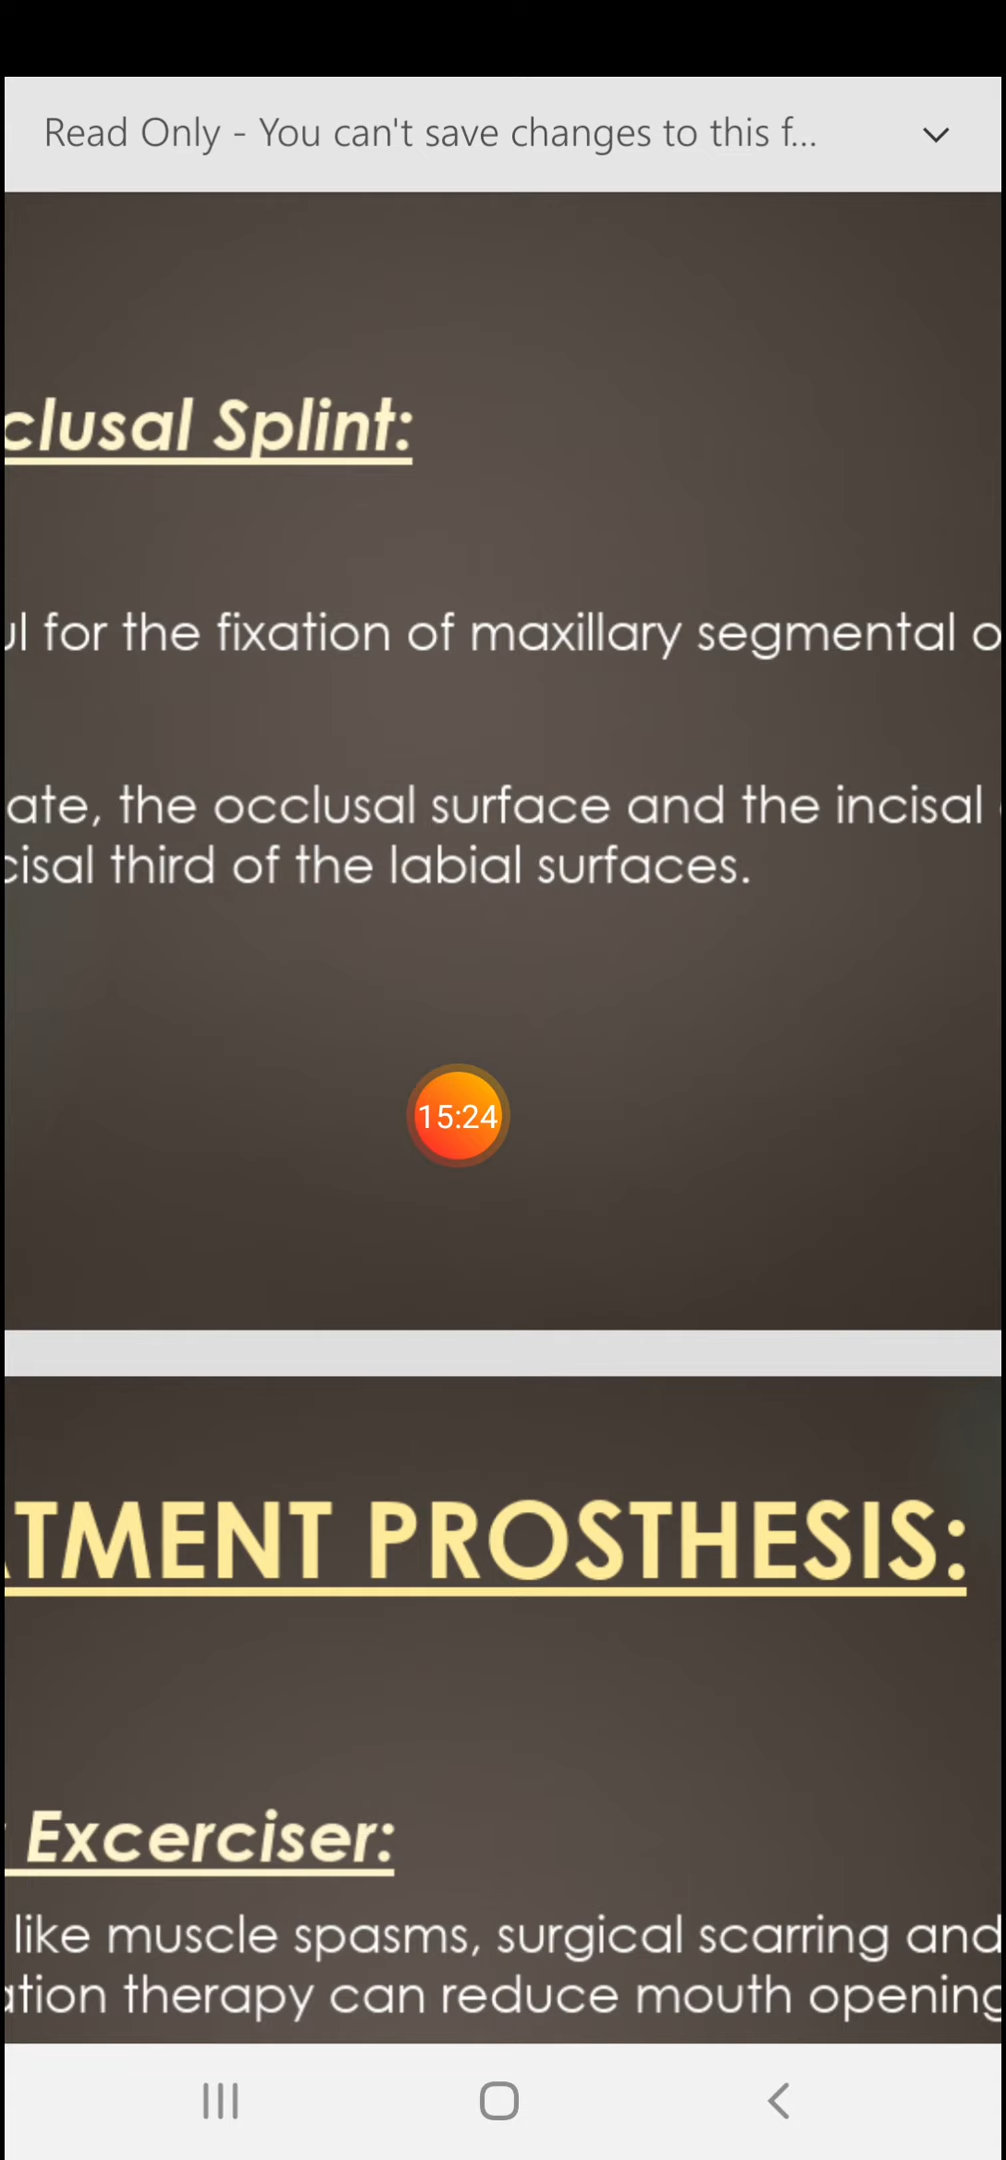 Read Only - You can't save changes to this f...
clusal Splint:
for the fixation of maxillary segmental
ate, the occlusal surface and the incisal
cisal third of the labial surfaces.
15:24
TMENT PROSTHESIS:
Excerciser:
like muscle spasms, surgical scarring and
ation therapy can reduce mouth opening